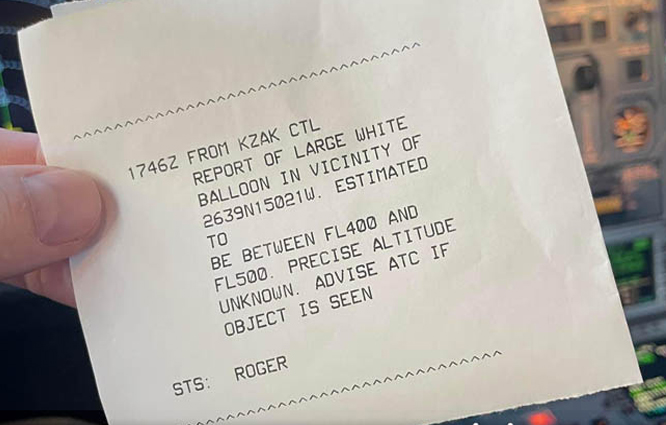 ^^^^^^^^^^^^^^^^^^^^^^^^^^^^^^^^^^^^^^^^
1746Z FROM KZAK CTL
REPORT OF LARGE WHITE
BALLOON IN VICINITY OF
2639N15021W. ESTIMATED
TO
BE BETWEEN FL400 AND
FL500. PRECISE ALTITUDE
UNKNOWN. ADVISE ATC IF
OBJECT IS SEEN
STS: ROGER
^^^^^^^^^^^^^^^^^^^^^^^^^^^^^^^^^^^^^^^^